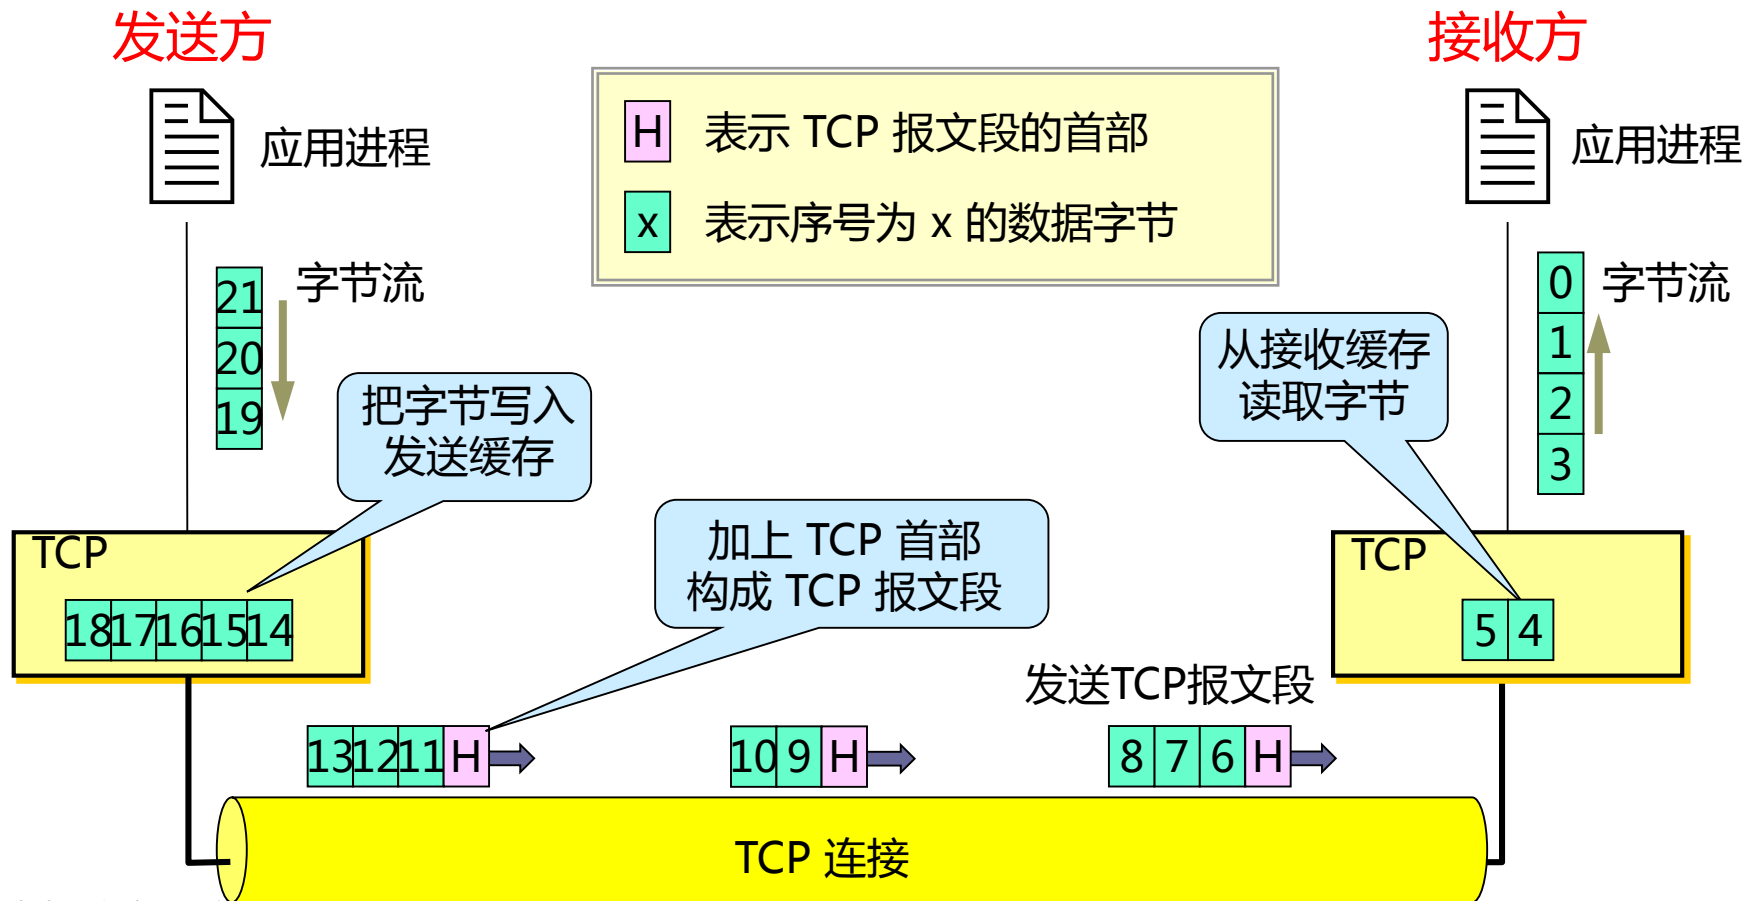 发送方
接收方
应用进程
H 表示 TCP 报文段的首部
x 表示序号为 x 的数据字节
应用进程
21
20
19
字节流
0
1
2
3
字节流
把字节写入
发送缓存
从接收缓存
读取字节
加上 TCP 首部
构成 TCP 报文段
TCP
18 17 16 15 14
TCP
5 4
发送TCP报文段
13 12 11 H
10 9 H
8 7 6 H
TCP 连接